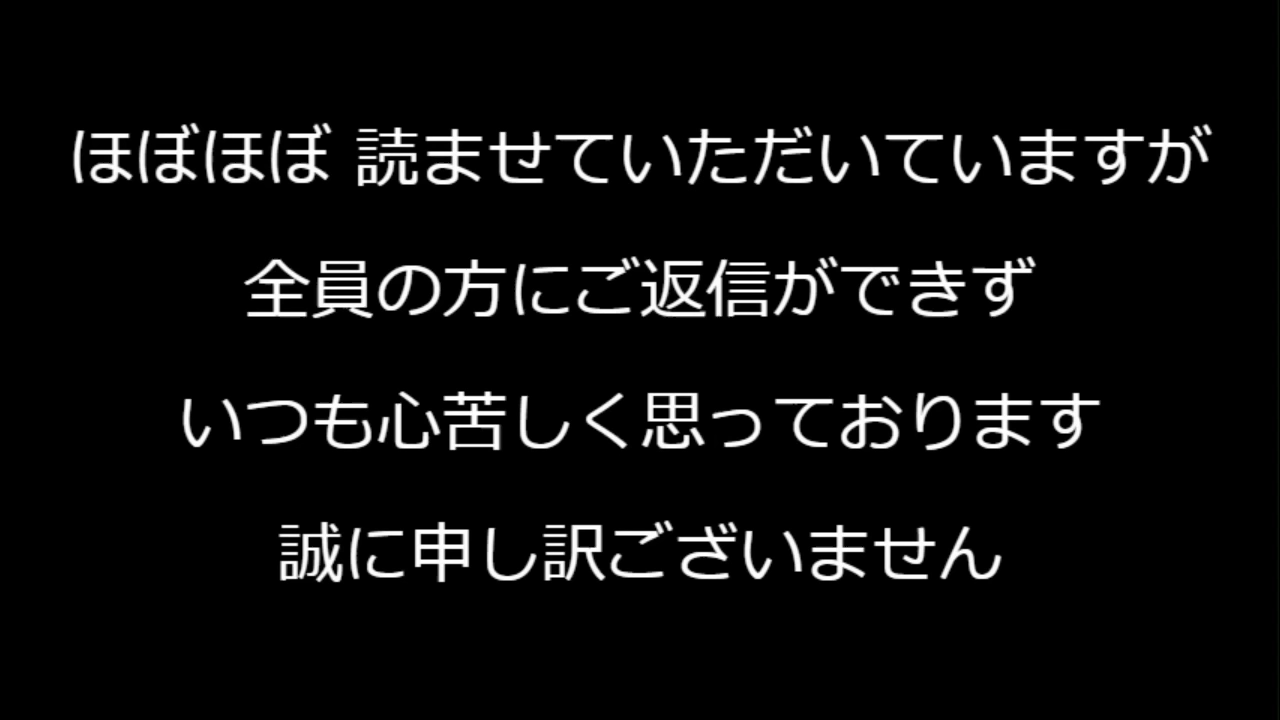 ほぼほぼ 読ませていただいていますが
全員の方にご返信ができず
いつも心苦しく思っております
誠に申し訳ございません